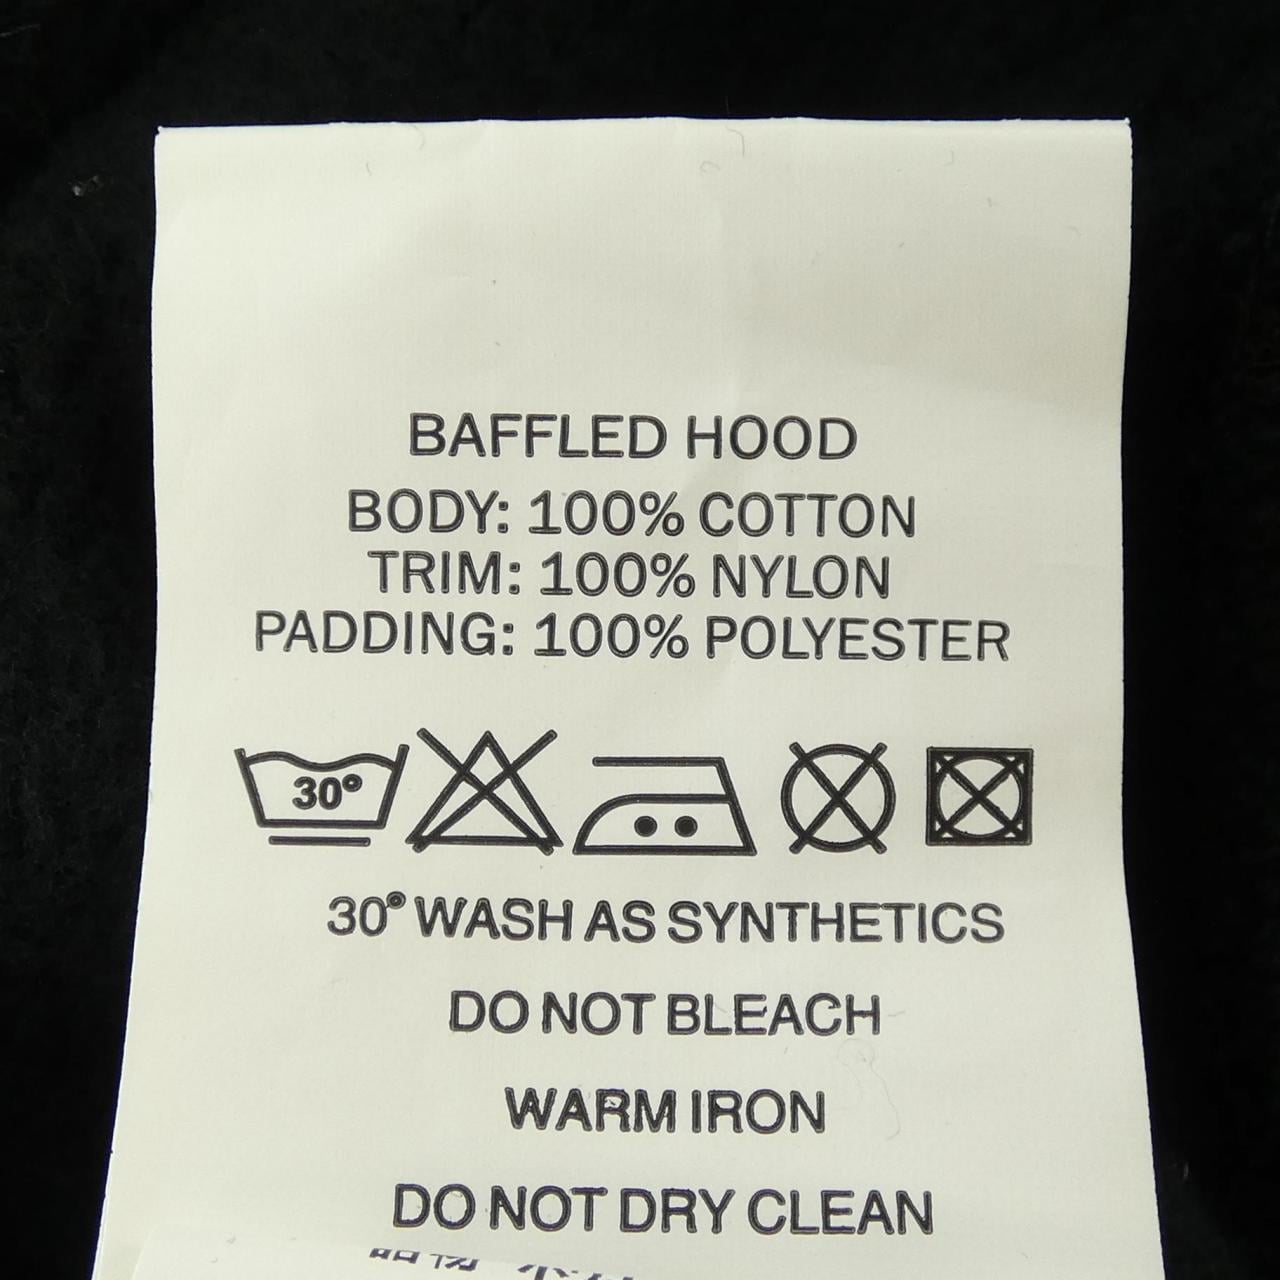 BAFFLED HOOD
BODY: 100% COTTON
TRIM: 100% NYLON
PADDING: 100% POLYESTER
30°
30° WASH AS SYNTHETICS
DO NOT BLEACH
WARM IRON
DO NOT DRY CLEAN